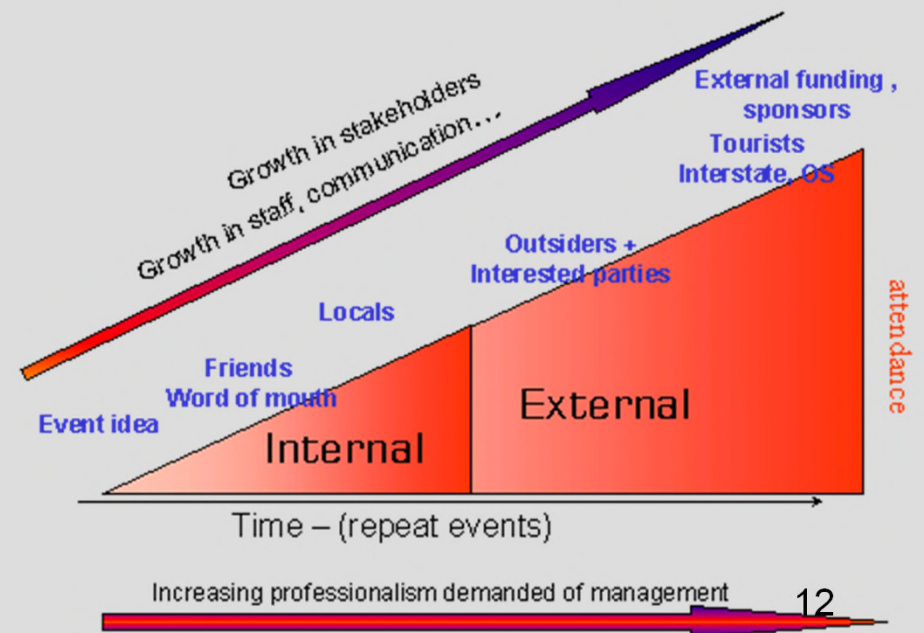 Growth in stakeholders
Growth in staff, communication...
External funding ,
sponsors
Tourists
Interstate, OS
Outsiders +
Interested parties
Locals
Friends
Word of mouth
Event idea
Internal
External
attendance
Time – (repeat events)
Increasing professionalism demanded of management
12